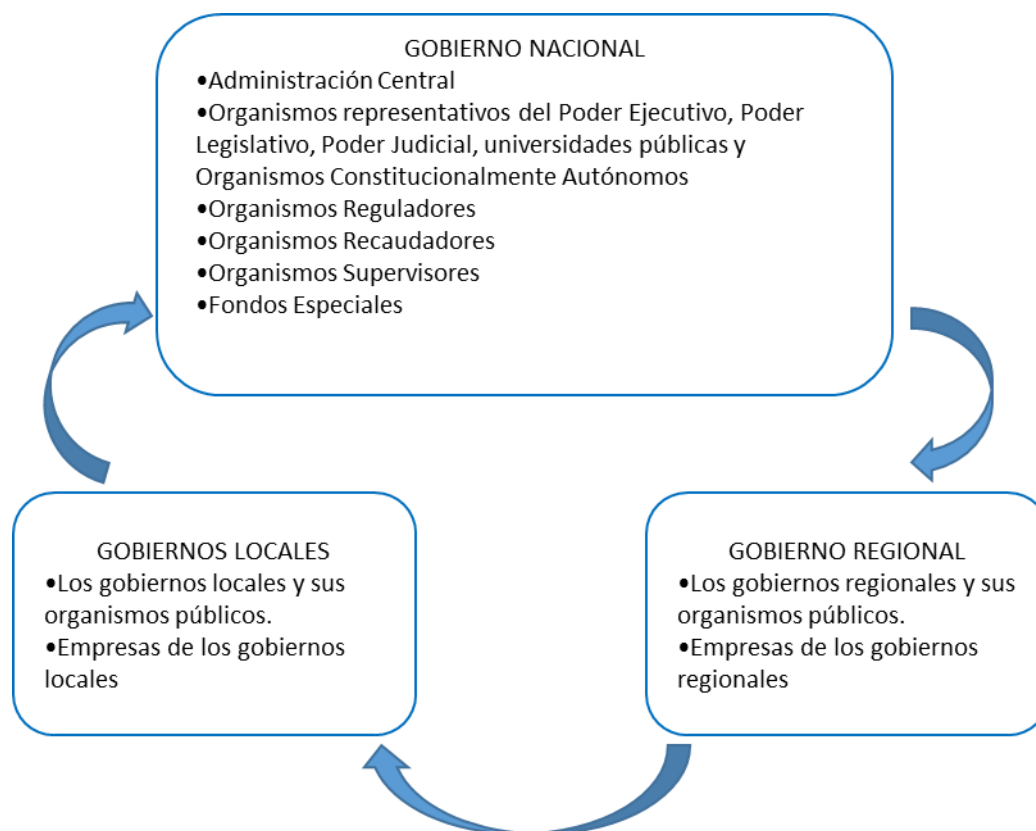 GOBIERNO NACIONAL
•Administración Central
•Organismos representativos del Poder Ejecutivo, Poder
Legislativo, Poder Judicial, universidades públicas y
Organismos Constitucionalmente Autónomos
•Organismos Reguladores
•Organismos Recaudadores
•Organismos Supervisores
•Fondos Especiales
GOBIERNOS LOCALES
•Los gobiernos locales y sus
organismos públicos.
•Empresas de los gobiernos
locales
GOBIERNO REGIONAL
•Los gobiernos regionales y sus
organismos públicos.
•Empresas de los gobiernos
regionales